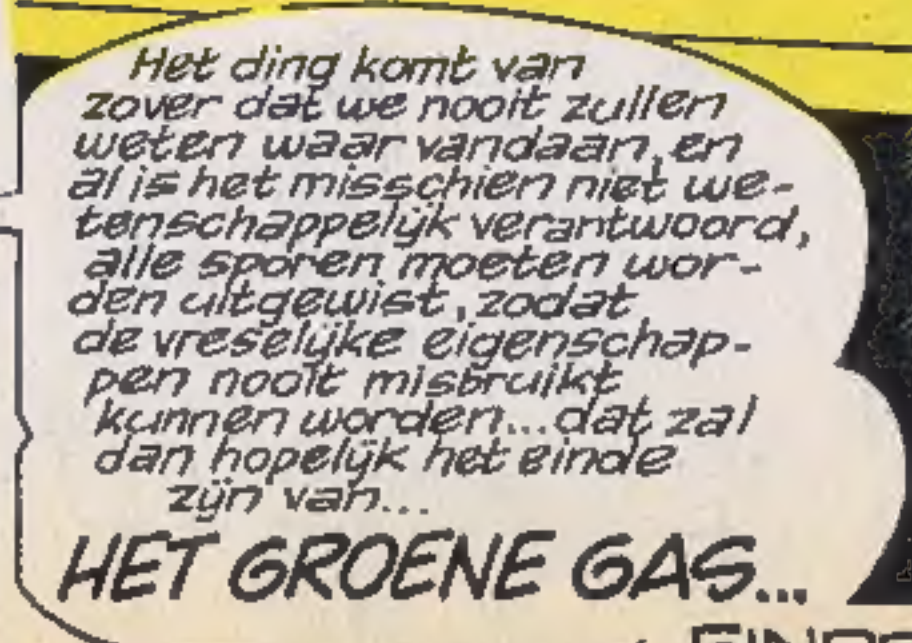 Het ding komt van
zover dat we nooit zullen
weten waar vandaan, en
al is het misschien niet we-
tenschappelijk verantwoord,
alle sporen moeten wor-
den uitgewist, zodat
de vreselijke eigenschap-
pen nooit misbruikt
kunnen worden... dat zal
dan hopelijk het einde
zijn van...
HET GROENE GAS...